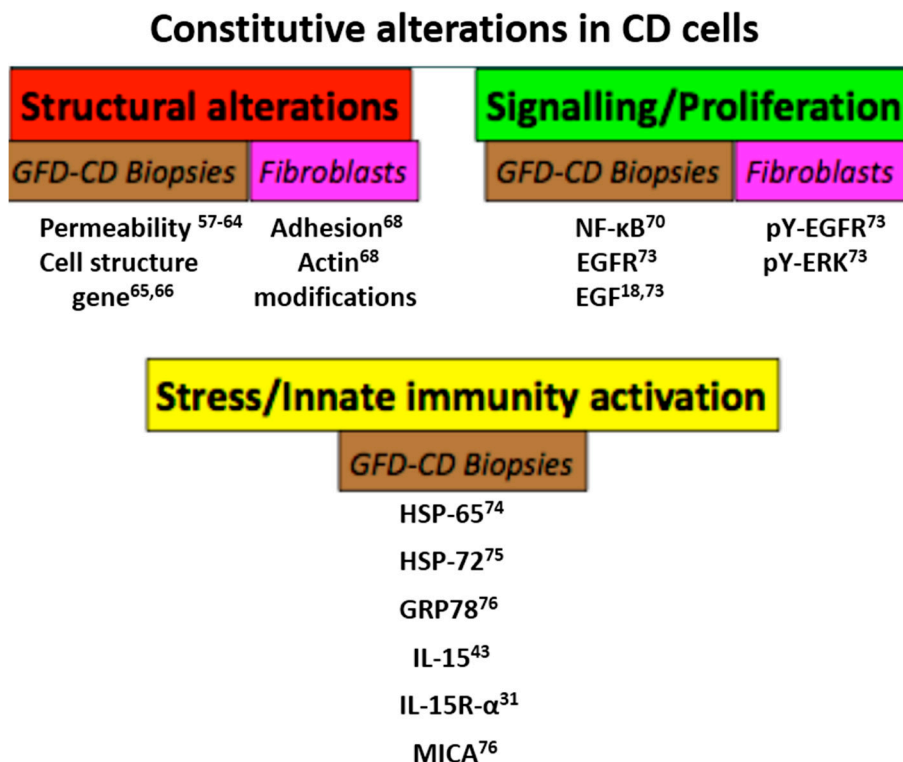 Constitutive alterations in CD cells
Structural alterations
GFD-CD Biopsies
Fibroblasts
Permeability 57-64
Cell structure
gene65,66
Adhesion68
Actin68
modifications
Signalling/Proliferation
GFD-CD Biopsies
Fibroblasts
NF-κB70
EGFR73
EGF18,73
pY-EGFR73
pY-ERK73
Stress/Innate immunity activation
GFD-CD Biopsies
HSP-6574
HSP-7275
GRP7876
IL-1543
IL-15R-α31
MICA76